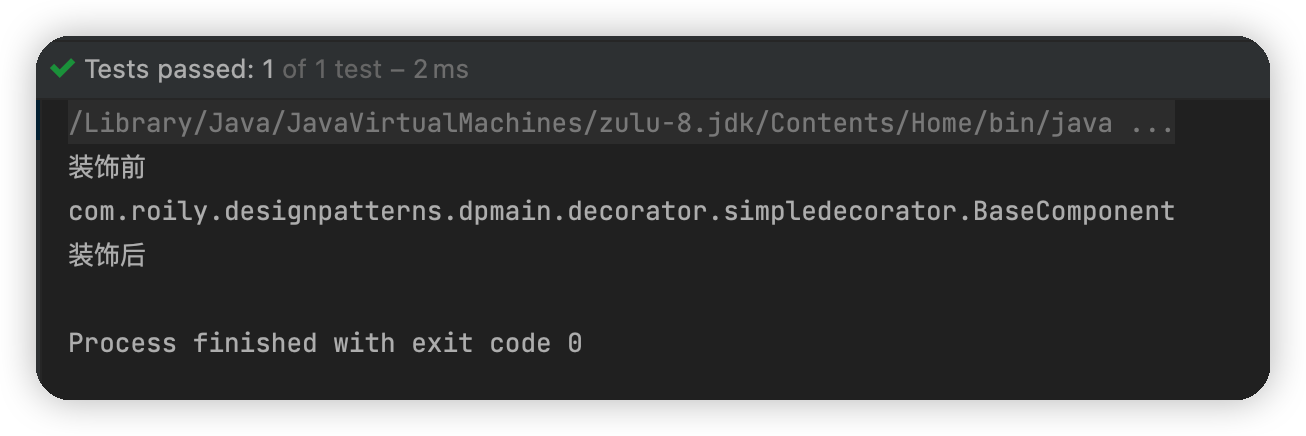 Tests passed: 1 of 1 test – 2 ms
/Library/Java/JavaVirtualMachines/zulu-8.jdk/Contents/Home/bin/java ...
装饰前
com.roily.designpatterns.dpmain.decorator.simpledecorator.BaseComponent
装饰后
Process finished with exit code 0